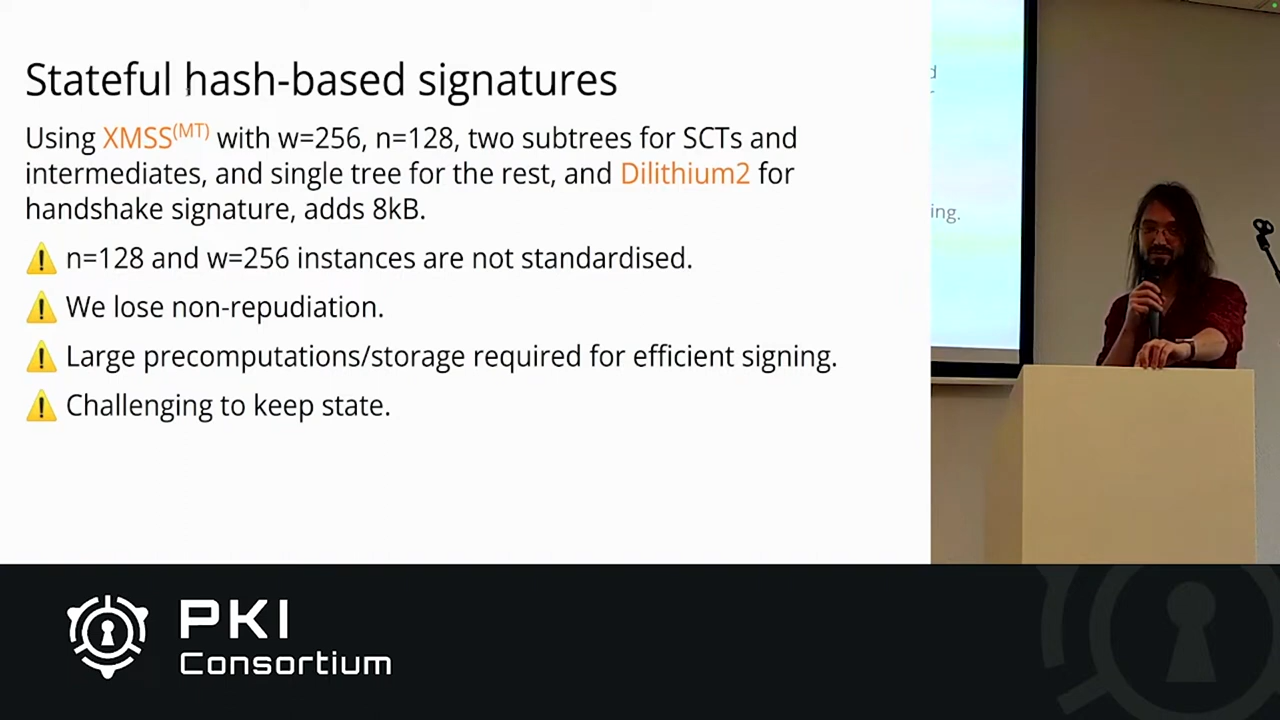 Stateful hash-based signatures
Using XMSS(MT) with w=256, n=128, two subtrees for SCTs and
intermediates, and single tree for the rest, and Dilithium2 for
handshake signature, adds 8kB.
⚠ n=128 and w=256 instances are not standardised.
⚠ We lose non-repudiation.
⚠ Large precomputations/storage required for efficient signing.
⚠ Challenging to keep state.
ing.
PKI
Consortium